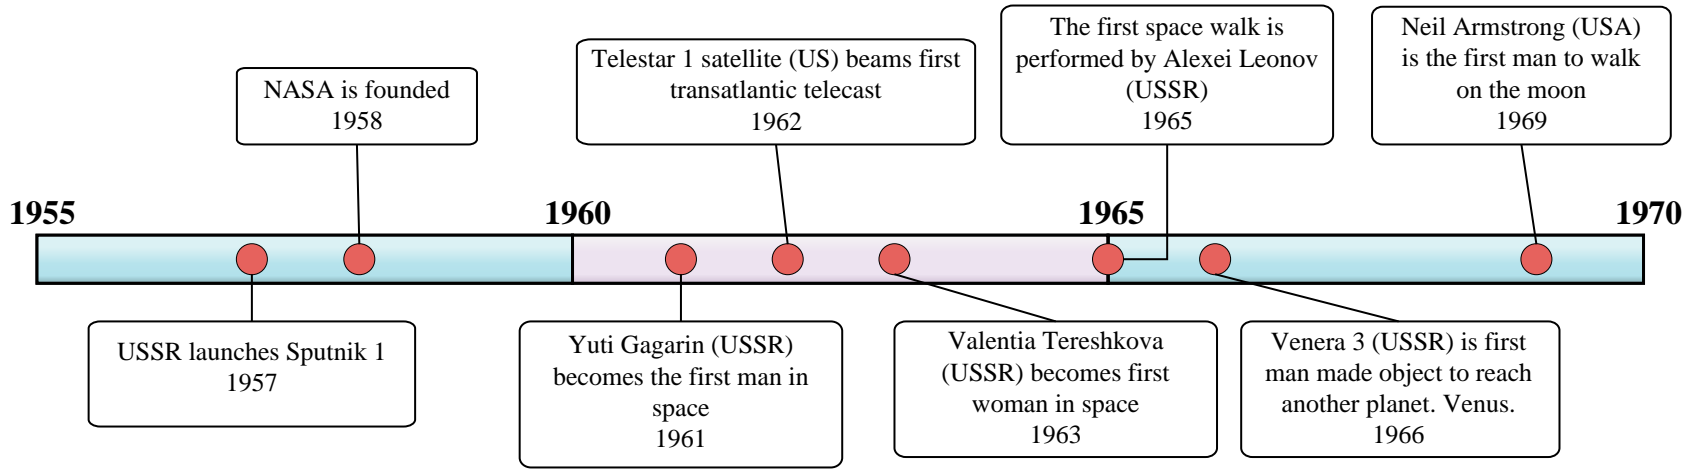 NASA is founded
1958
Telestar 1 satellite (US) beams first
transatlantic telecast
1962
The first space walk is
performed by Alexei Leonov
(USSR)
1965
Neil Armstrong (USA)
is the first man to walk
on the moon
1969
1955
1960
1965
1970
USSR launches Sputnik 1
1957
Yuti Gagarin (USSR)
becomes the first man in
space
1961
Valentia Tereshkova
(USSR) becomes first
woman in space
1963
Venera 3 (USSR) is first
man made object to reach
another planet. Venus.
1966